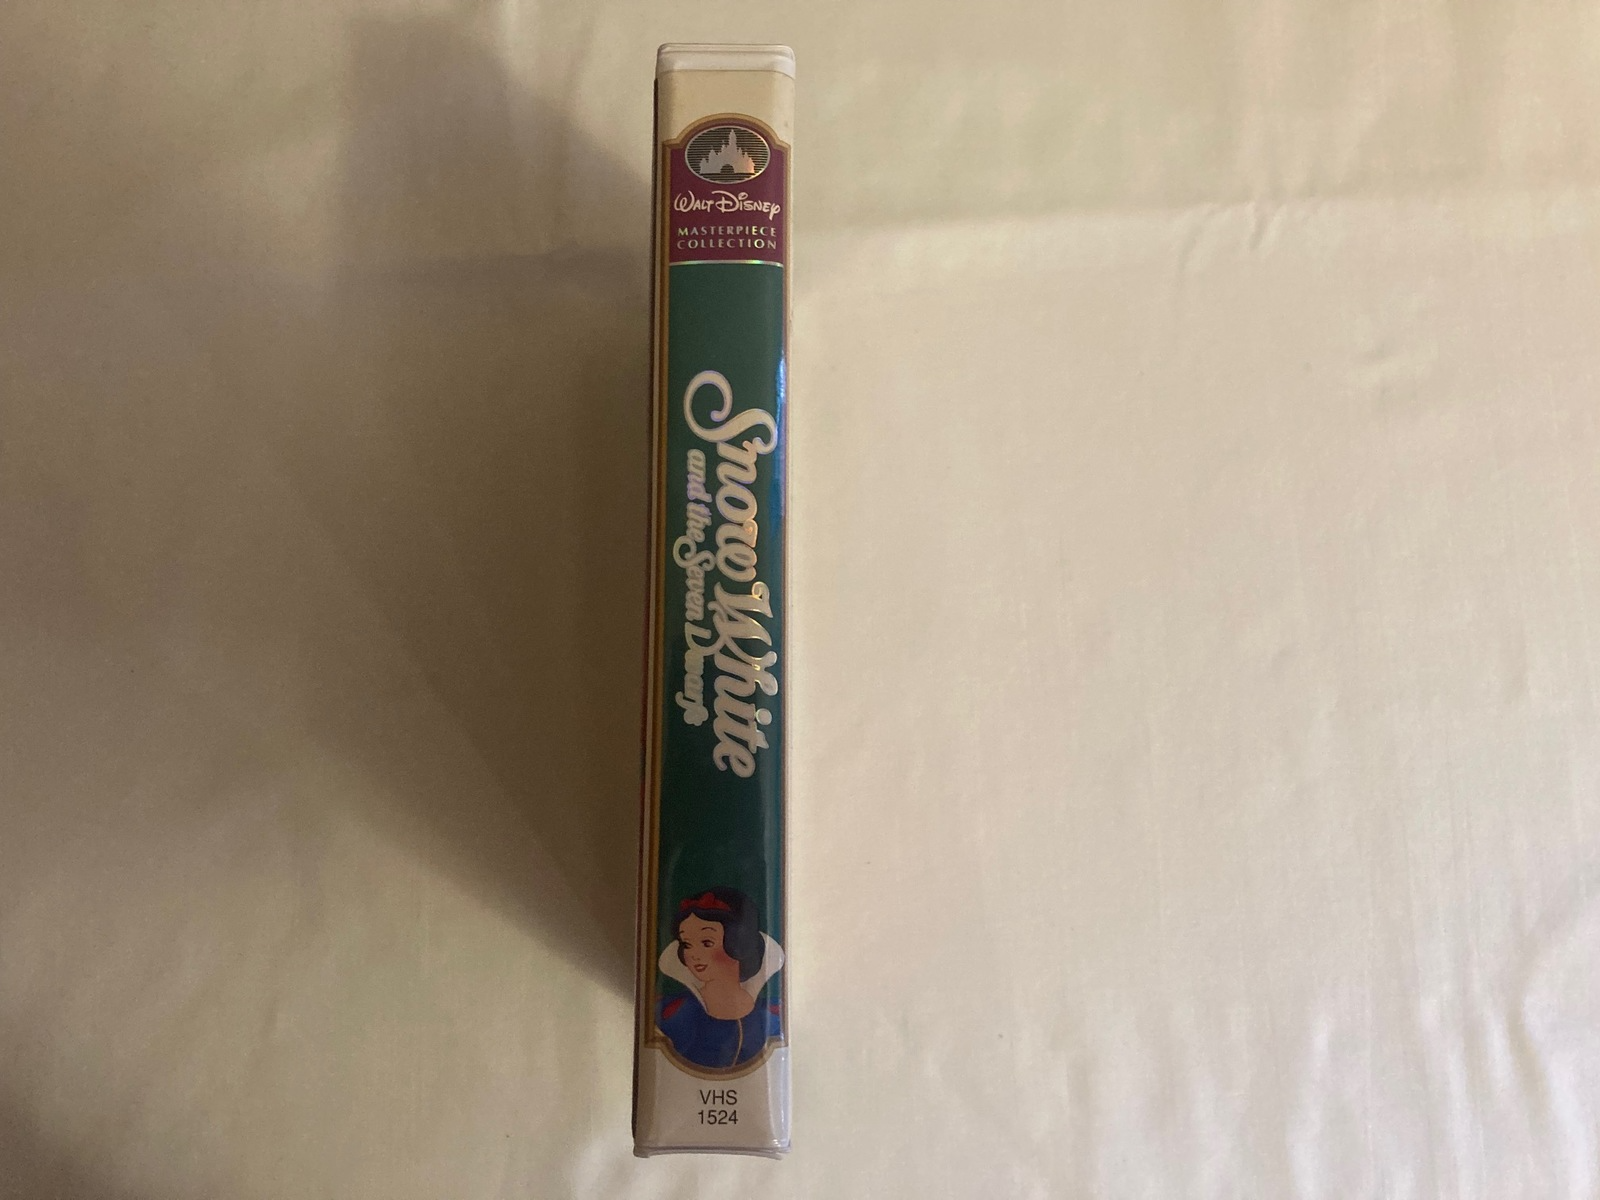 Walt Disney
MASTERPIECE
COLLECTION
Snow White
and the Seven Dwarfs
VHS
1524